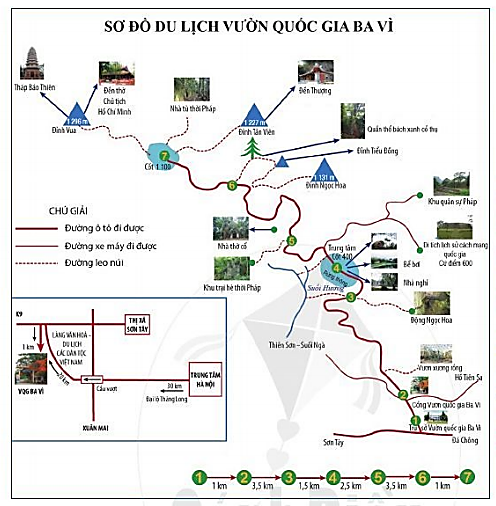 SƠ ĐỒ DU LỊCH VƯỜN QUỐC GIA BA VÌ
Tháp Bảo Thiên
Đền thờ
Chủ tịch
Hồ Chí Minh
1 296 m
Đỉnh Vua
Nhà tù thời Pháp
7
Cốt 1.100
Đền Thượng
1 227 m
Đỉnh Tản Viên
Quần thể bách xanh cổ thụ
Đỉnh Tiểu Đồng
1 131 m
Đỉnh Ngọc Hoa
6
CHÚ GIẢI
Đường ô tô đi được
Đường xe máy đi được
Đường leo núi
Nhà thờ cổ
Khu trại hè thời Pháp
5
Khu quân sự Pháp
Di tích lịch sử cách mạng
quốc gia
Cứ điểm 600
Trung tâm
Cốt 400
4
Bể bơi
Nhà nghỉ
Suối Hương
3
Động Ngọc Hoa
Thiên Sơn – Suối Ngà
Vườn xương rồng
Hồ Tiên Sa
2
Cổng Vườn quốc gia Ba Vì
1
Trụ sở Vườn quốc gia Ba Vì
Sơn Tây
Đá Chông
K9
THỊ XÃ
SƠN TÂY
1 km
LÀNG VĂN HOÁ –
DU LỊCH
CÁC DÂN TỘC
VIỆT NAM
VQG BA VÌ
Cầu vượt
30 km
Đại lộ Thăng Long
TRUNG TÂM
HÀ NỘI
XUÂN MAI
1 2 3 4 5 6 7
1 km 3,5 km 1,5 km 2,5 km 3,5 km 1 km